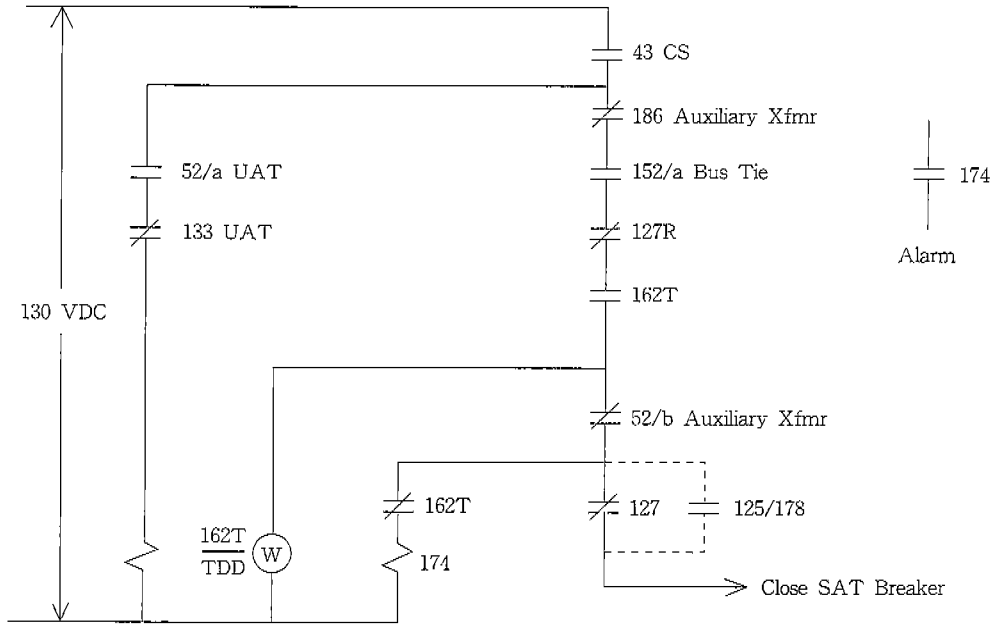 43 CS
186 Auxiliary Xfmr
52/a UAT
152/a Bus Tie
174
133 UAT
127R
Alarm
130 VDC
162T
52/b Auxiliary Xfmr
162T
127
125/178
162T
TDD
W
174
Close SAT Breaker